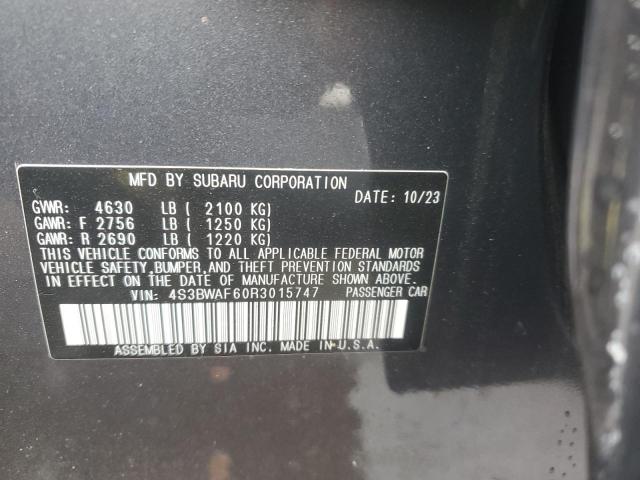 MFD BY SUBARU CORPORATION
DATE: 10/23
GVWR: 4630 LB ( 2100 KG)
GAWR: F 2756 LB ( 1250 KG)
GAWR: R 2690 LB ( 1220 KG)
THIS VEHICLE CONFORMS TO ALL APPLICABLE FEDERAL MOTOR
VEHICLE SAFETY,BUMPER,AND THEFT PREVENTION STANDARDS
IN EFFECT ON THE DATE OF MANUFACTURE SHOWN ABOVE.
VIN: 4S3BWAF60R3015747 PASSENGER CAR
ASSEMBLED BY SIA INC. MADE IN U.S.A.